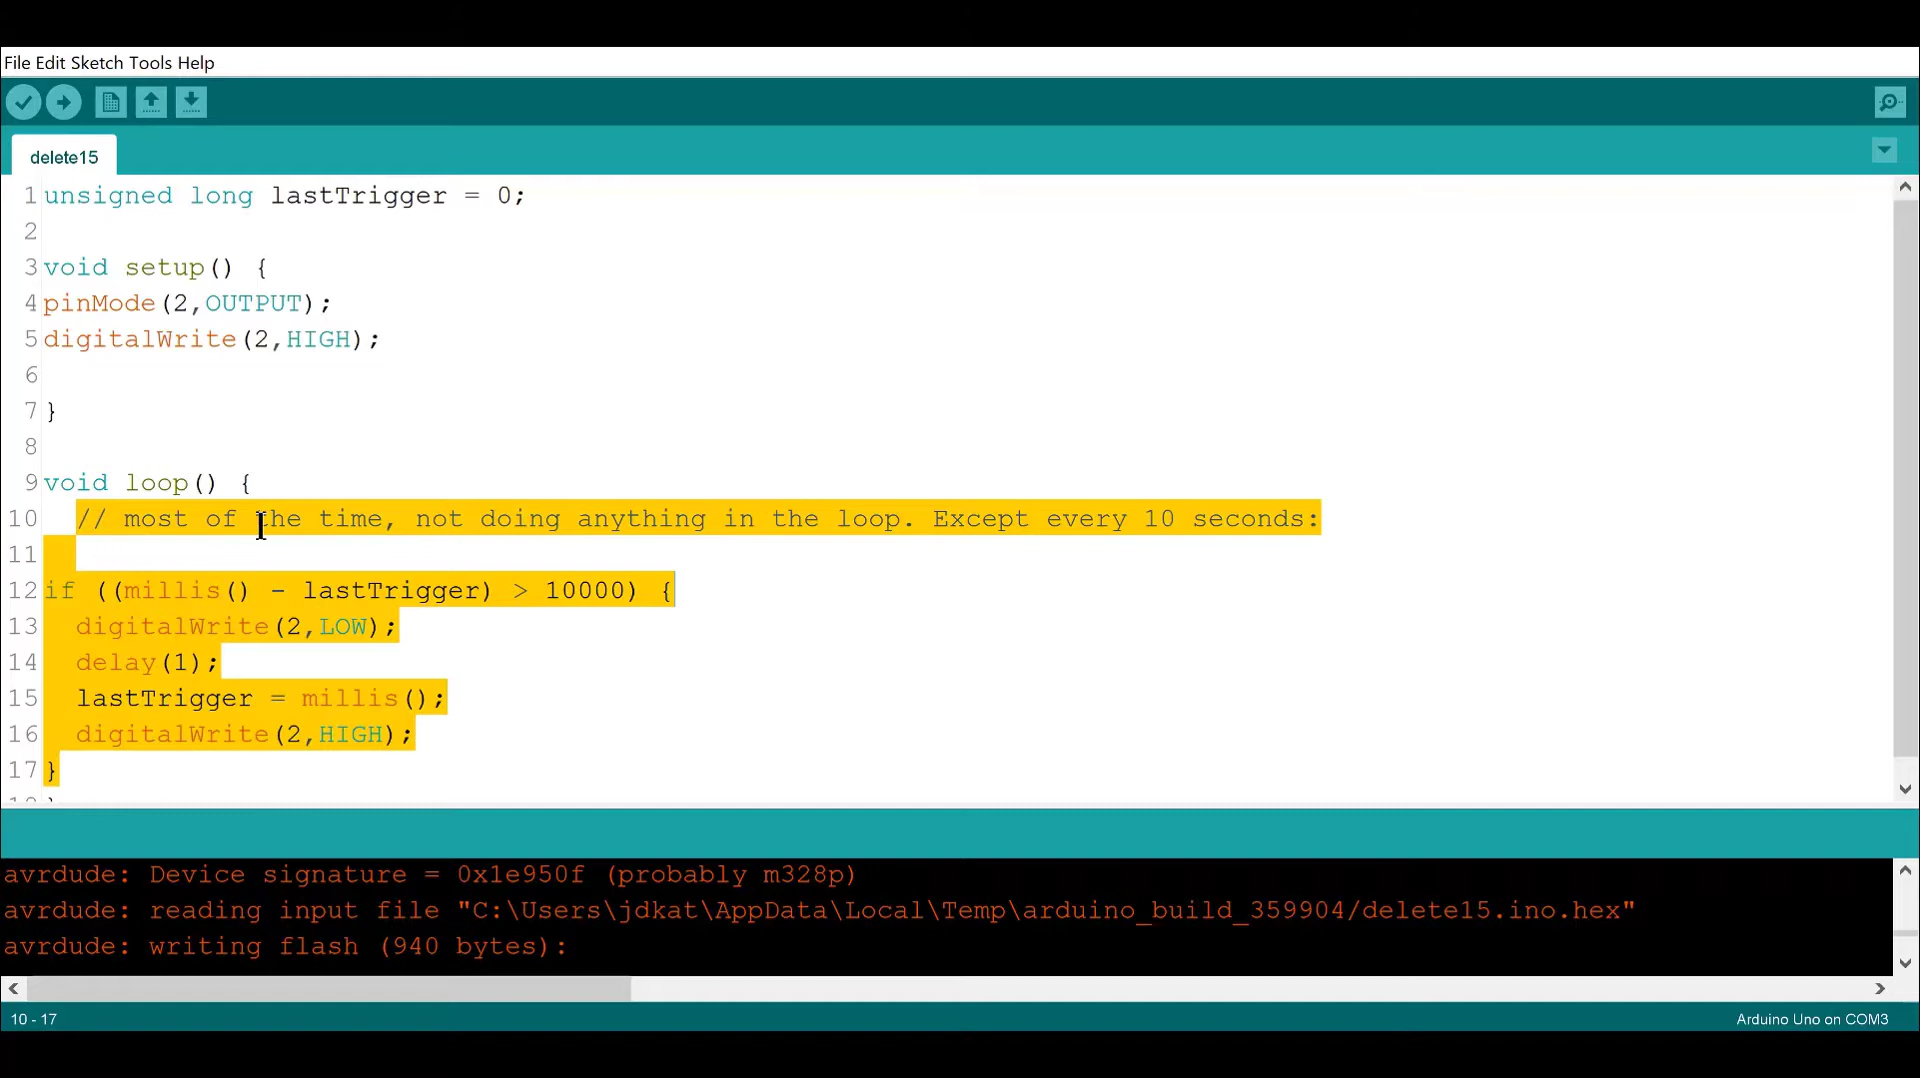 File Edit Sketch Tools Help
delete15
1 unsigned long lastTrigger = 0;
2
3 void setup() {
4 pinMode(2,OUTPUT);
5 digitalWrite(2,HIGH);
6
7 }
8
9 void loop() {
10 // most of the time, not doing anything in the loop. Except every 10 seconds:
11
12 if ((millis() - lastTrigger) > 10000) {
13 digitalWrite(2,LOW);
14 delay(1);
15 lastTrigger = millis();
16 digitalWrite(2,HIGH);
17 }
avrdude: Device signature = 0x1e950f (probably m328p)
avrdude: reading input file "C:\Users\jdkat\AppData\Local\Temp\arduino_build_359904/delete15.ino.hex"
avrdude: writing flash (940 bytes):
10 - 17
Arduino Uno on COM3